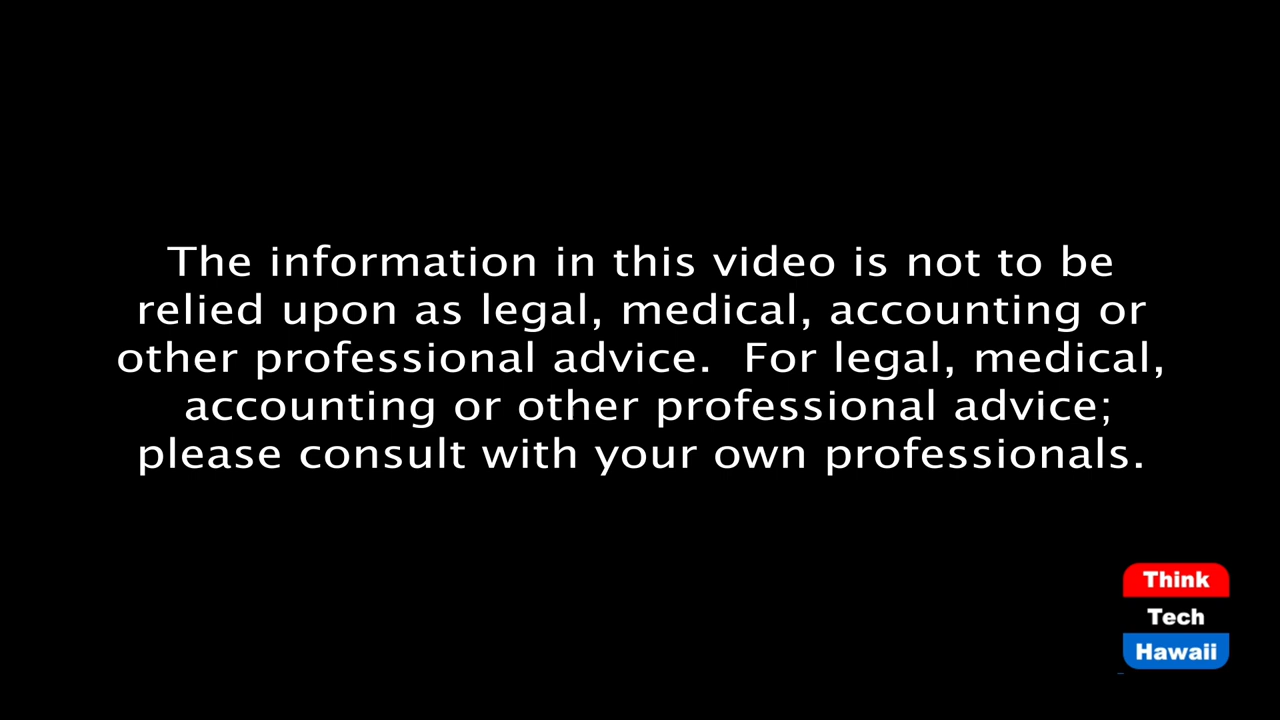 The information in this video is not to be
relied upon as legal, medical, accounting or
other professional advice.  For legal, medical,
accounting or other professional advice;
please consult with your own professionals.
Think
Tech
Hawaii